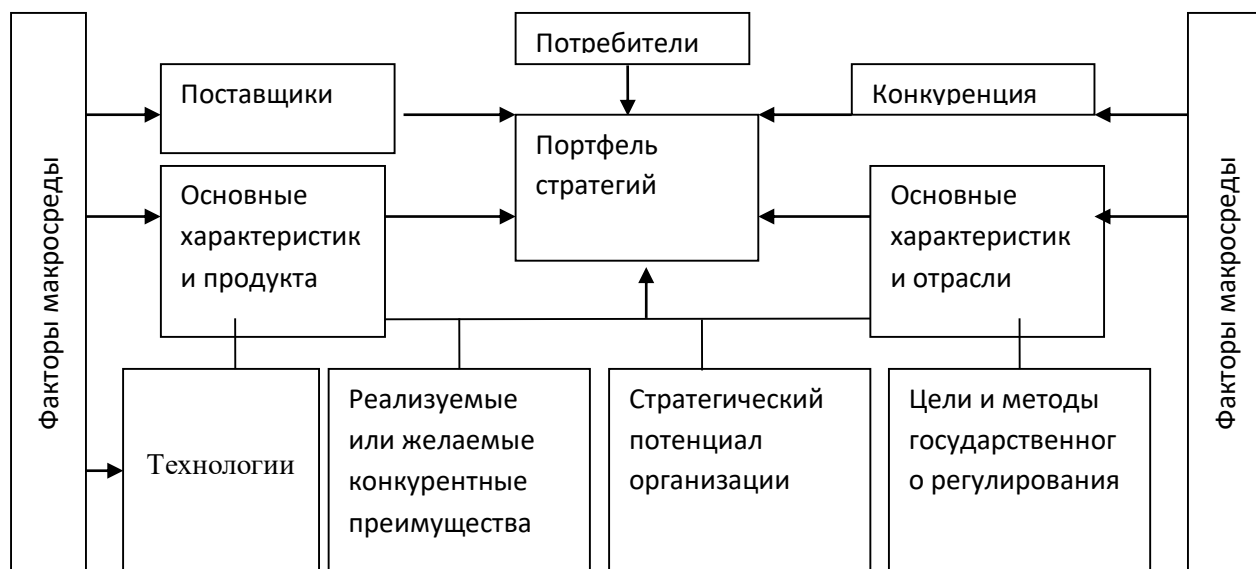 Факторы макросреды
Потребители
Поставщики
Конкуренция
Портфель
стратегий
Основные
характеристик
и продукта
Основные
характеристик
и отрасли
Факторы макросреды
Технологии
Реализуемые
или желаемые
конкурентные
преимущества
Стратегический
потенциал
организации
Цели и методы
государственног
о регулирования